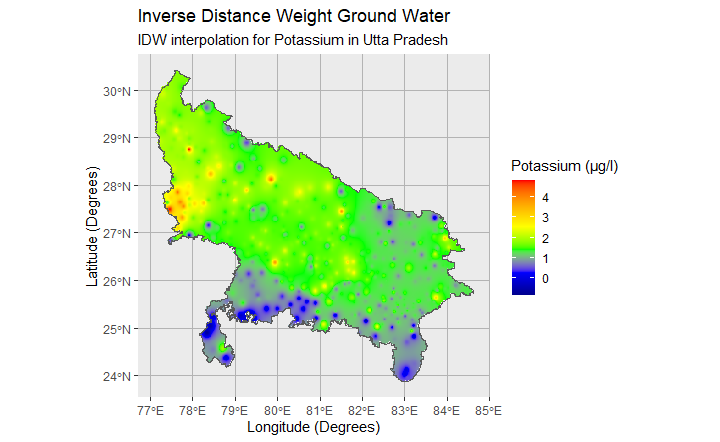 Inverse Distance Weight Ground Water
IDW interpolation for Potassium in Utta Pradesh
30°N
29°N
28°N
27°N
26°N
25°N
24°N
Latitude (Degrees)
77°E 78°E 79°E 80°E 81°E 82°E 83°E 84°E 85°E
Longitude (Degrees)
Potassium (µg/l)
4
3
2
1
0